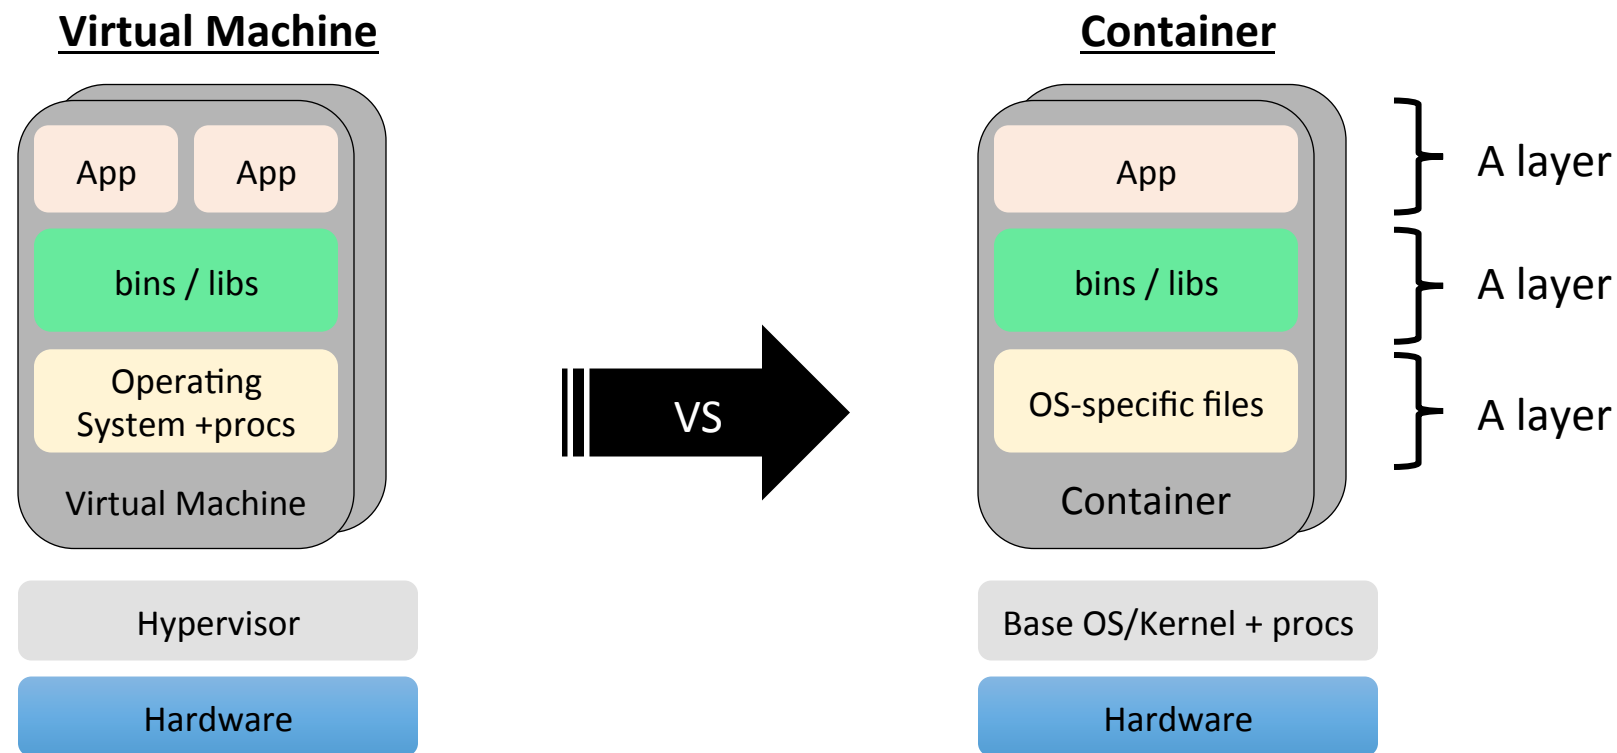 Virtual Machine
App
App
bins / libs
Operating
System +procs
Virtual Machine
Hypervisor
Hardware
VS
Container
App
bins / libs
OS-specific files
Container
Base OS/Kernel + procs
Hardware
A layer
A layer
A layer